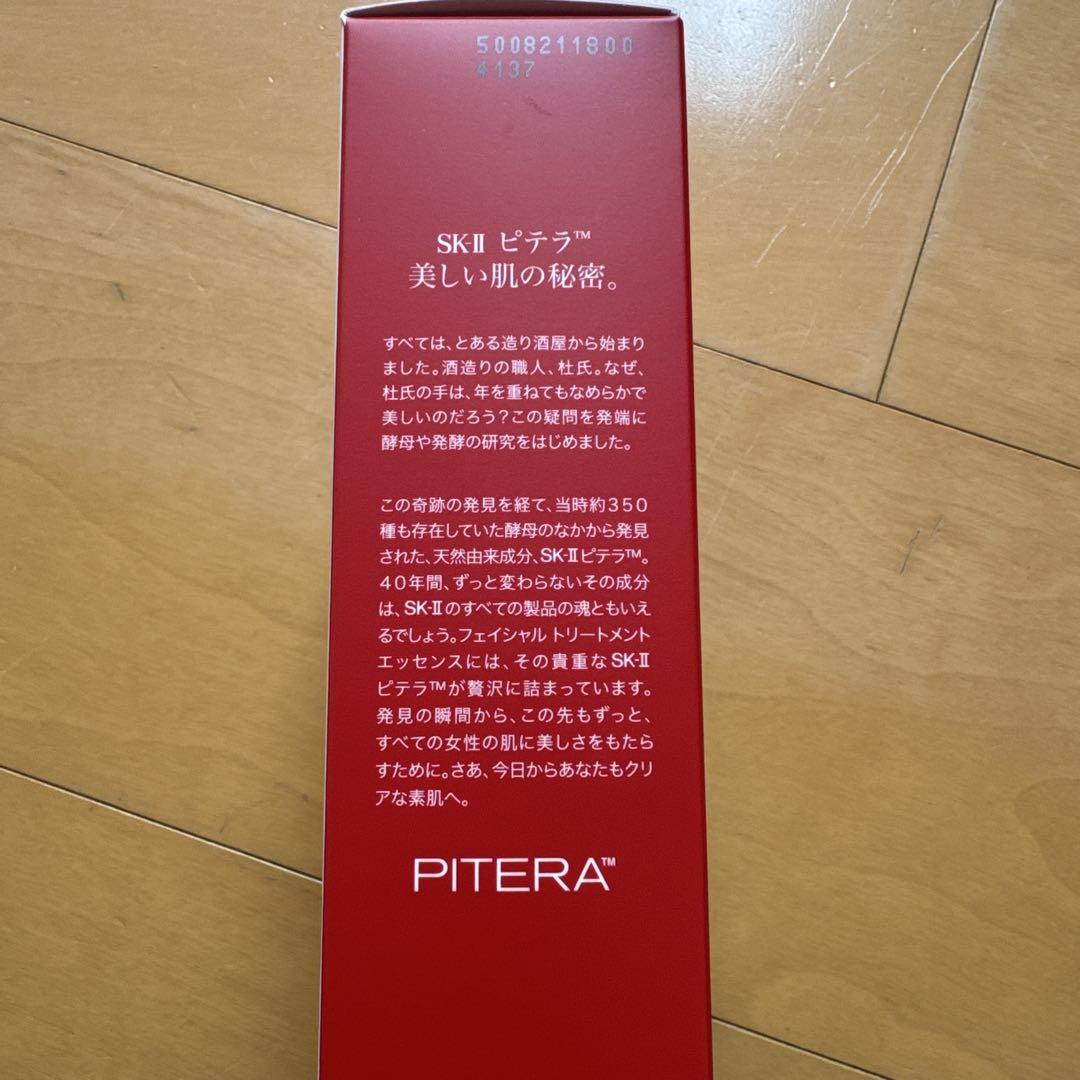 5008211800
4137
SK-II ピテラ™
美しい肌の秘密。
すべては、とある造り酒屋から始まり
ました。酒造りの職人、杜氏。なぜ、
杜氏の手は、年を重ねてもなめらかで
美しいのだろう?この疑問を発端に
酵母や発酵の研究をはじめました。
この奇跡の発見を経て、当時約350
種も存在していた酵母のなかから発見
された、天然由来成分、SK-IIピテラ™。
40年間、ずっと変わらないその成分
は、SK-IIのすべての製品の魂ともいえ
るでしょう。フェイシャル トリートメント
エッセンスには、その貴重なSK-II
ピテラ™が贅沢に詰まっています。
発見の瞬間から、この先もずっと、
すべての女性の肌に美しさをもたら
すために。さあ、今日からあなたもクリ
アな素肌へ。
PITERA™